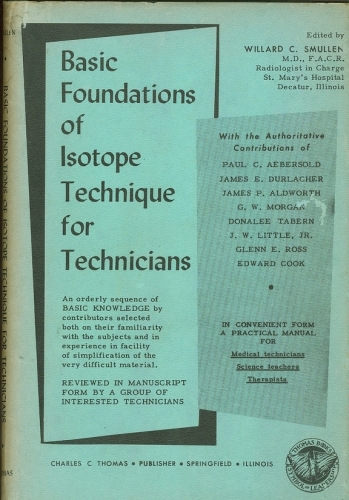 Edited by
WILLARD C. SMULLEN
M.D., F.A.C.R.
Radiologist in Charge
St. Mary's Hospital
Decatur, Illinois
Basic
Foundations
of
Isotope
Technique
for
Technicians
With the Authoritative
Contributions of
PAUL C. AEBERSOLD
JAMES E. DURLACHER
JAMES P. ALDWORTH
G. W. MORGAN
DONALEE TABERN
J. W. LITTLE, JR.
GLENN E. ROSS
EDWARD COOK
An orderly sequence of
BASIC KNOWLEDGE by
contributors selected
both on their familiarity
with the subjects and in
experience in facility
of simplification of the
very difficult material.
REVIEWED IN MANUSCRIPT
FORM BY A GROUP OF
INTERESTED TECHNICIANS
IN CONVENIENT FORM
A PRACTICAL MANUAL
FOR
Medical technicians
Science teachers
Therapists
CHARLES C THOMAS • PUBLISHER • SPRINGFIELD • ILLINOIS
BASIC FOUNDATIONS OF ISOTOPE TECHNIQUE FOR TECHNICIANS